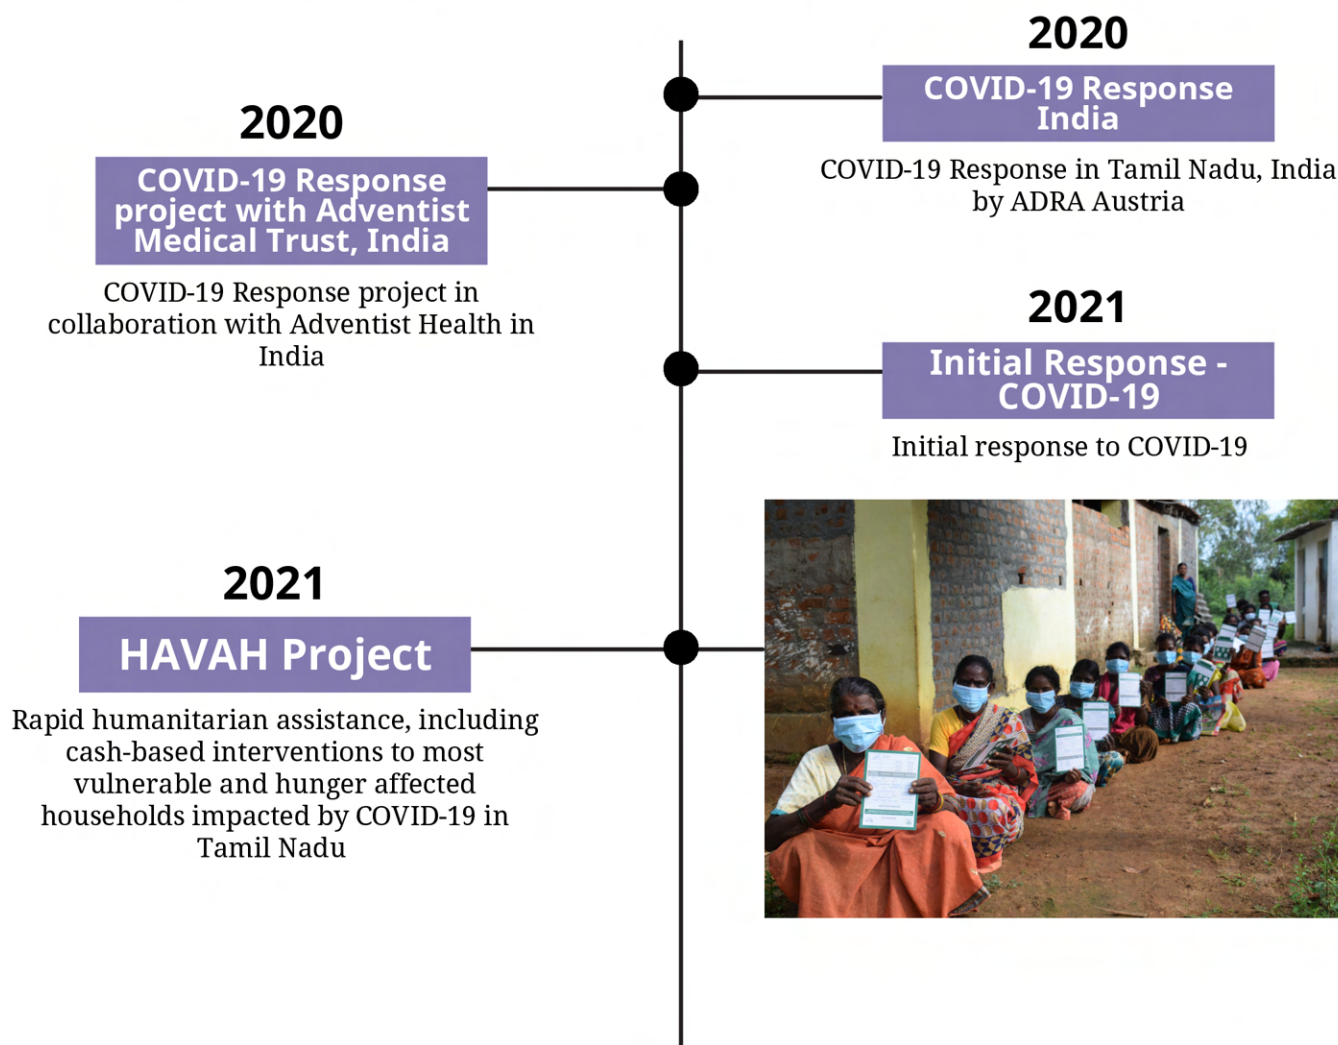 2020
COVID-19 Response
India
COVID-19 Response in Tamil Nadu, India
by ADRA Austria
2020
COVID-19 Response
project with Adventist
Medical Trust, India
COVID-19 Response project in
collaboration with Adventist Health in
India
2021
Initial Response -
COVID-19
Initial response to COVID-19
2021
HAVAH Project
Rapid humanitarian assistance, including
cash-based interventions to most
vulnerable and hunger affected
households impacted by COVID-19 in
Tamil Nadu